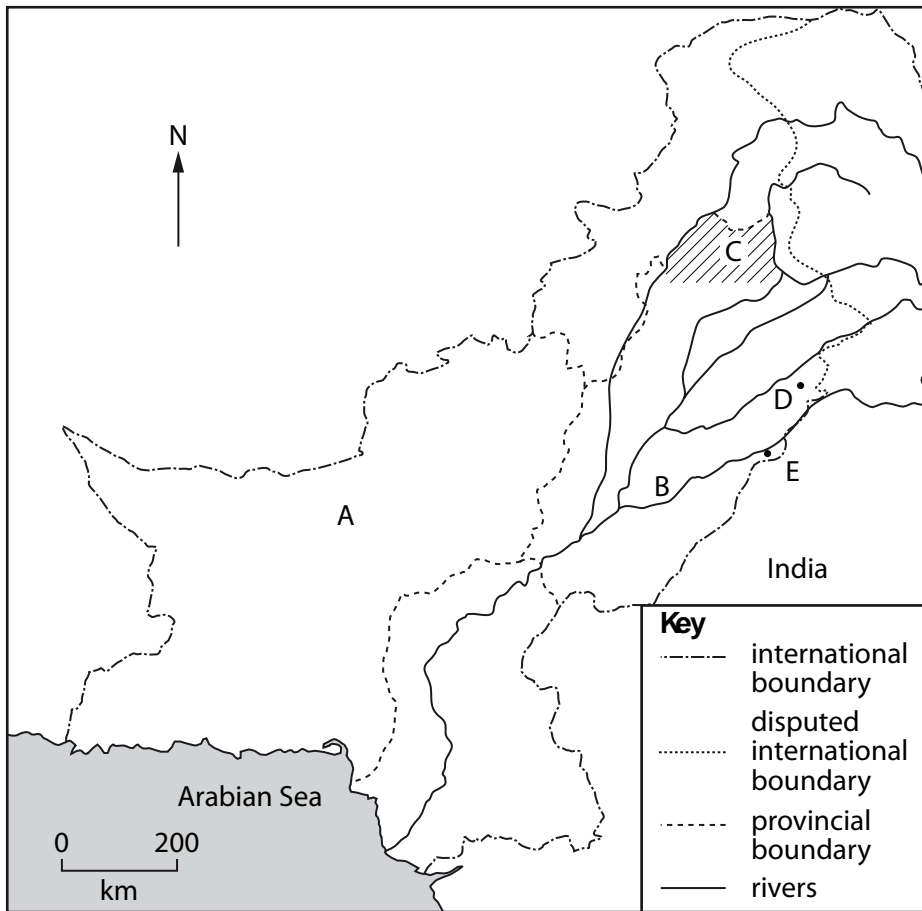 N
C
D
B
E
A
India
Arabian Sea
0 200
km
Key
international
boundary
disputed
international
boundary
provincial
boundary
rivers